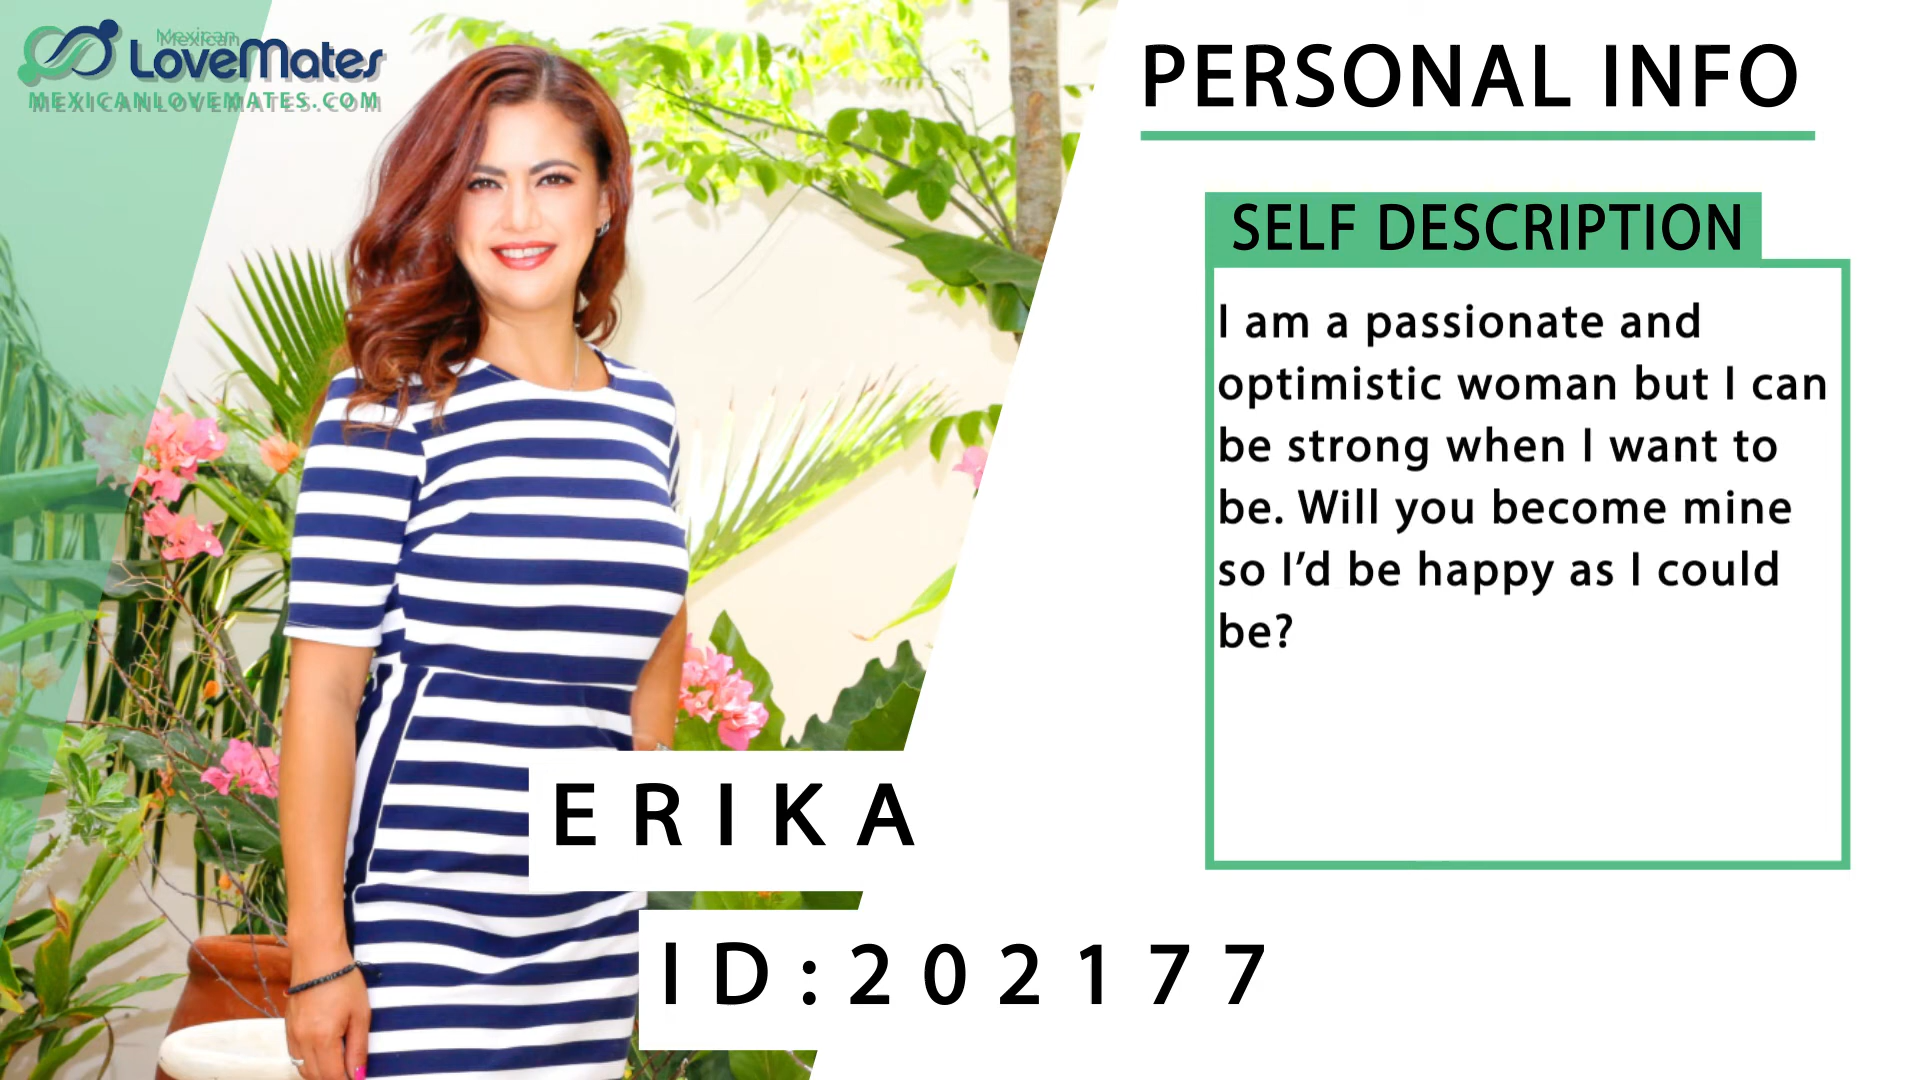 Mexican
LoveMates
MEXICANLOVEMATES.COM
PERSONAL INFO
SELF DESCRIPTION
I am a passionate and
optimistic woman but I can
be strong when I want to
be. Will you become mine
so I’d be happy as I could
be?
ERIKA
ID:202177